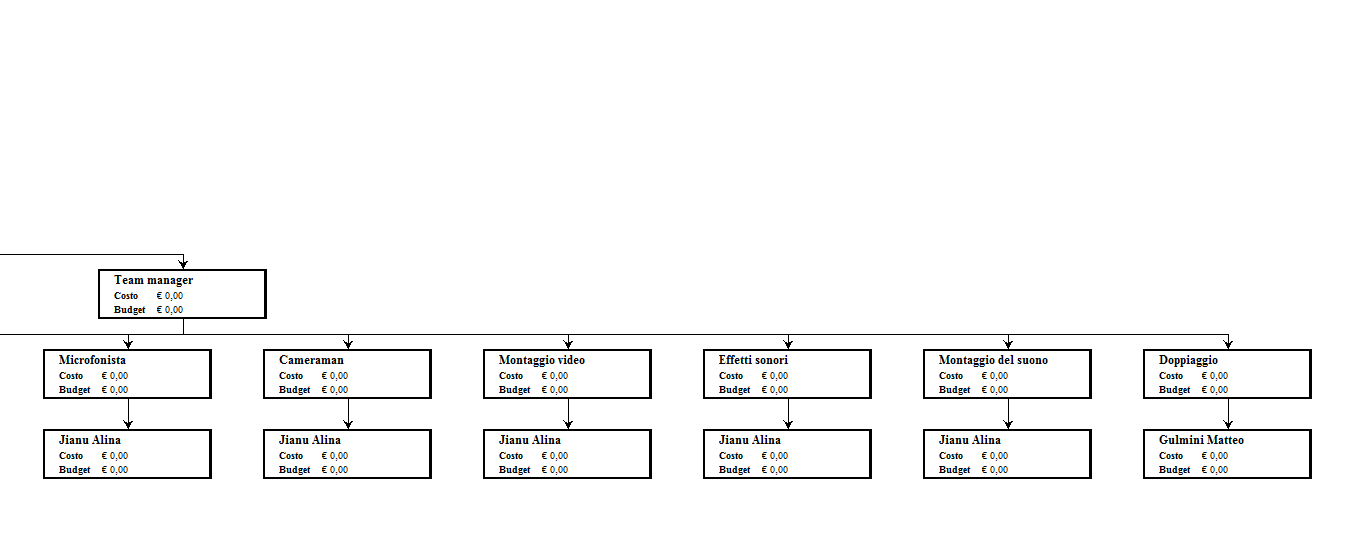 Team manager
Costo € 0,00
Budget € 0,00
Microfonista
Costo € 0,00
Budget € 0,00
Cameraman
Costo € 0,00
Budget € 0,00
Montaggio video
Costo € 0,00
Budget € 0,00
Effetti sonori
Costo € 0,00
Budget € 0,00
Montaggio del suono
Costo € 0,00
Budget € 0,00
Doppiaggio
Costo € 0,00
Budget € 0,00
Jianu Alina
Costo € 0,00
Budget € 0,00
Jianu Alina
Costo € 0,00
Budget € 0,00
Jianu Alina
Costo € 0,00
Budget € 0,00
Jianu Alina
Costo € 0,00
Budget € 0,00
Jianu Alina
Costo € 0,00
Budget € 0,00
Gulmini Matteo
Costo € 0,00
Budget € 0,00